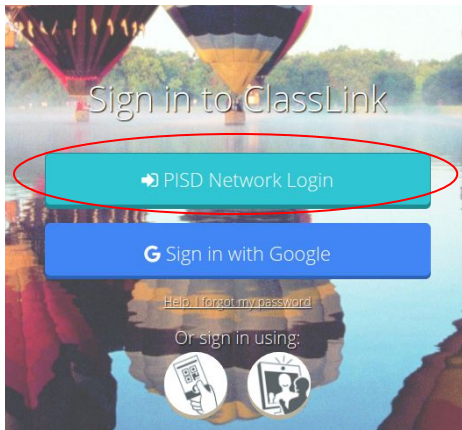 Sign in to ClassLink
PISD Network Login
Sign in with Google
Help, I forgot my password
Or sign in using: